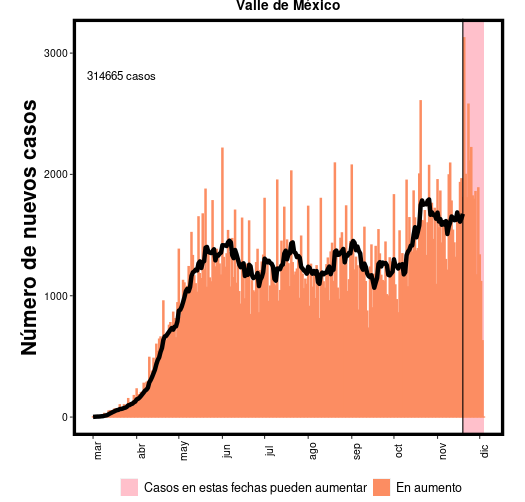 Valle de México
Número de nuevos casos
3000
2000
1000
0
314665 casos
mar
abr
may
jun
jul
ago
sep
oct
nov
dic
Casos en estas fechas pueden aumentar
En aumento